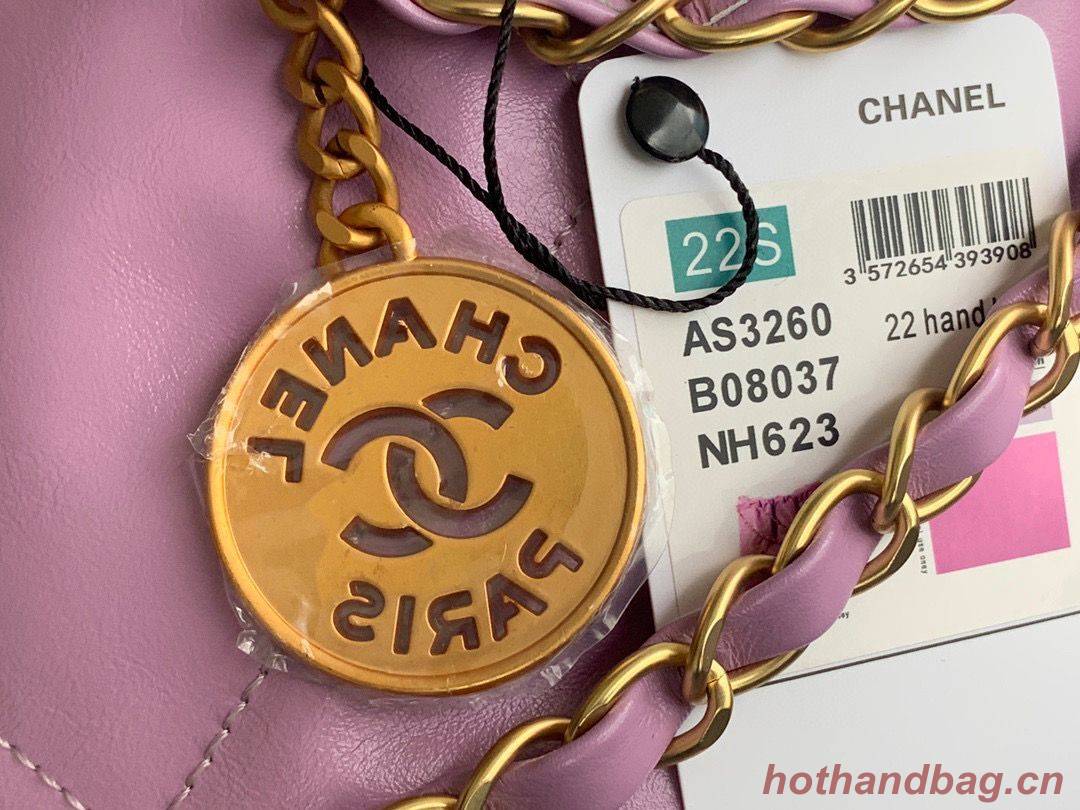 CHANEL
22S
3 572654 393908
AS3260
22 hand
B08037
NH623
CHANEL
PARIS
hothandbag.cn